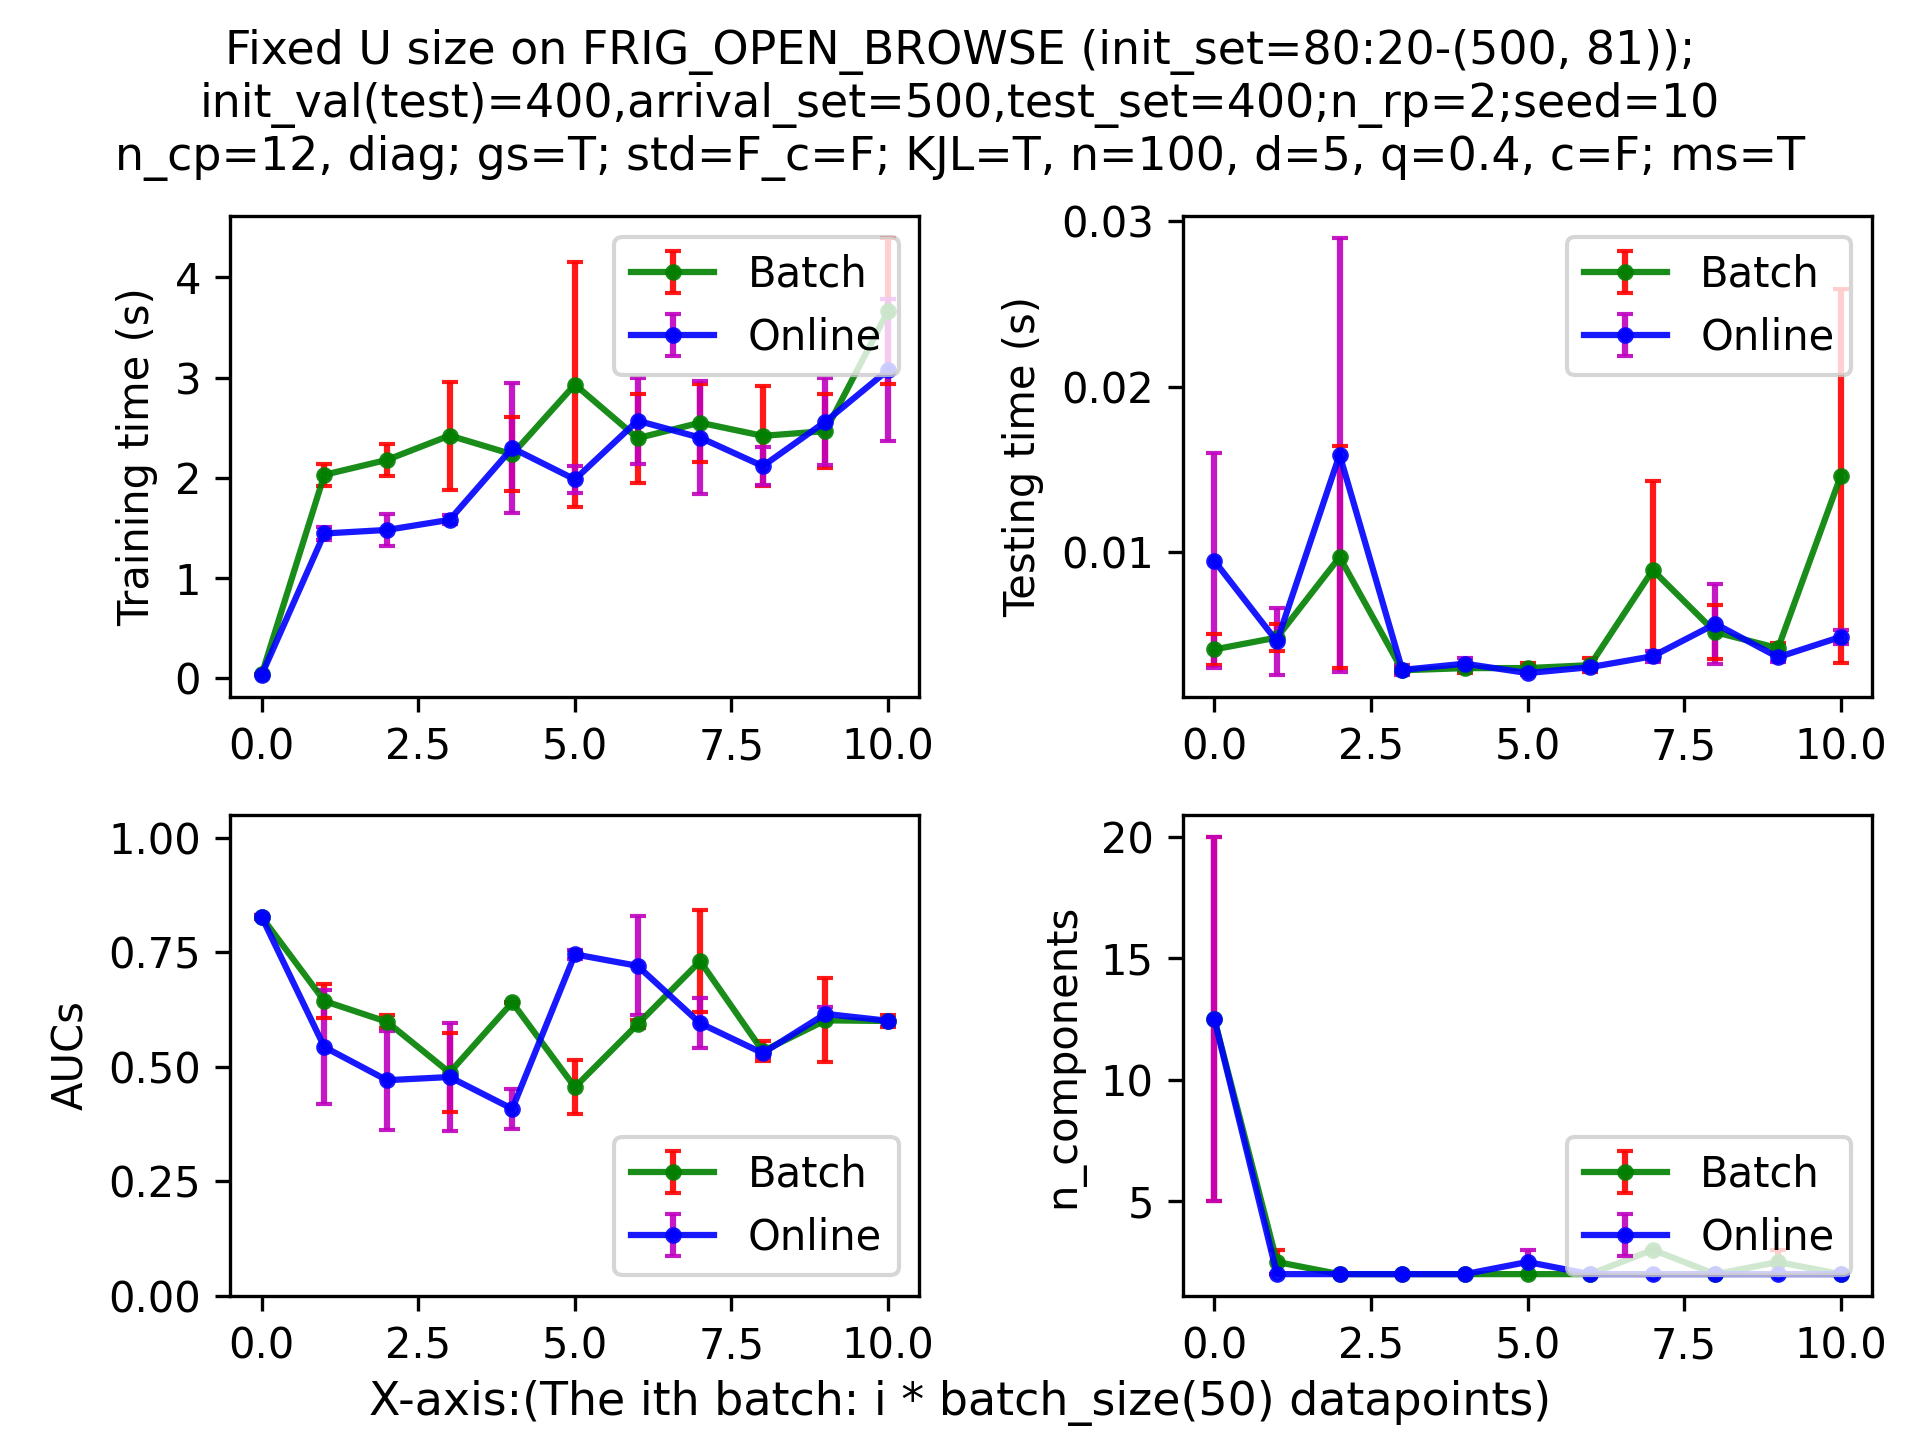 Fixed U size on FRIG_OPEN_BROWSE (init_set=80:20-(500, 81));
init_val(test)=400,arrival_set=500,test_set=400;n_rp=2;seed=10
n_cp=12, diag; gs=T; std=F_c=F; KJL=T, n=100, d=5, q=0.4, c=F; ms=T
Training time (s)
4
3
2
1
0
0.0 2.5 5.0 7.5 10.0
Batch
Online
Testing time (s)
0.03
0.02
0.01
0.0 2.5 5.0 7.5 10.0
Batch
Online
AUCs
1.00
0.75
0.50
0.25
0.00
0.0 2.5 5.0 7.5 10.0
Batch
Online
n_components
20
15
10
5
0.0 2.5 5.0 7.5 10.0
Batch
Online
X-axis:(The ith batch: i * batch_size(50) datapoints)